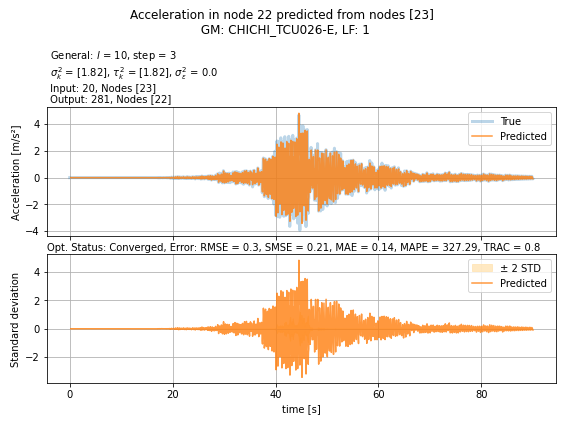 Acceleration in node 22 predicted from nodes [23]
GM: CHICHI_TCU026-E, LF: 1
General: l = 10, step = 3
σ²ₖ = [1.82], τ²ₖ = [1.82], σ²ε = 0.0
Input: 20, Nodes [23]
Output: 281, Nodes [22]
True
Predicted
Acceleration [m/s²]
4
2
0
−2
−4
Opt. Status: Converged, Error: RMSE = 0.3, SMSE = 0.21, MAE = 0.14, MAPE = 327.29, TRAC = 0.8
± 2 STD
Predicted
Standard deviation
4
2
0
−2
0
20
40
60
80
time [s]